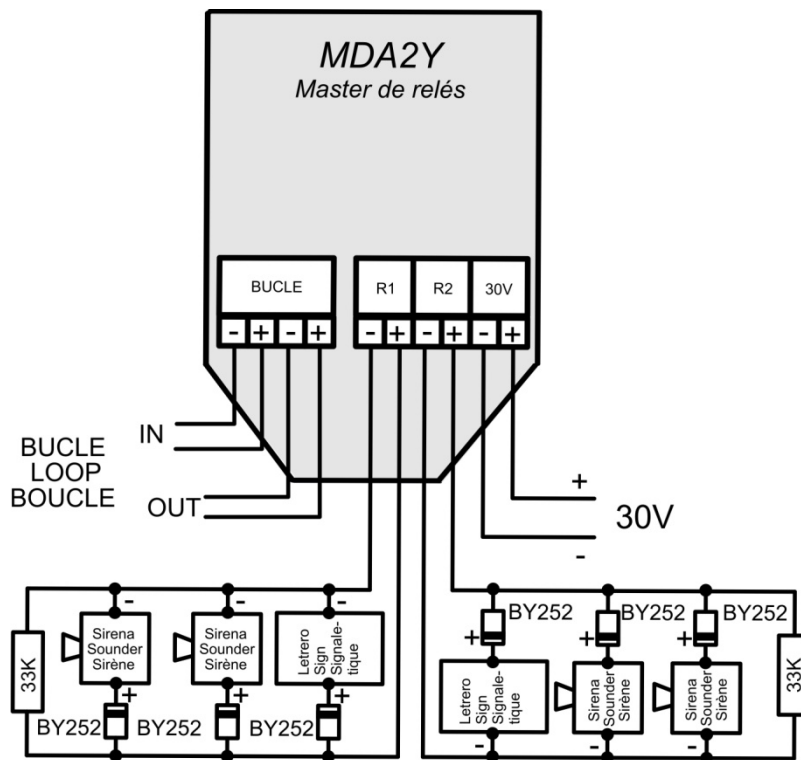 MDA2Y
Master de relés
BUCLE
R1
R2
30V
- + - +
- + - + - +
IN
BUCLE
LOOP
BOUCLE
OUT
+
30V
-
- - -
33K
Sirena
Sounder
Sirène
Sirena
Sounder
Sirène
Letrero
Sign
Signale-
tique
+ + +
BY252
BY252
BY252
BY252
BY252
BY252
+ + +
Letrero
Sign
Signale-
tique
Sirena
Sounder
Sirène
Sirena
Sounder
Sirène
33K
- - -